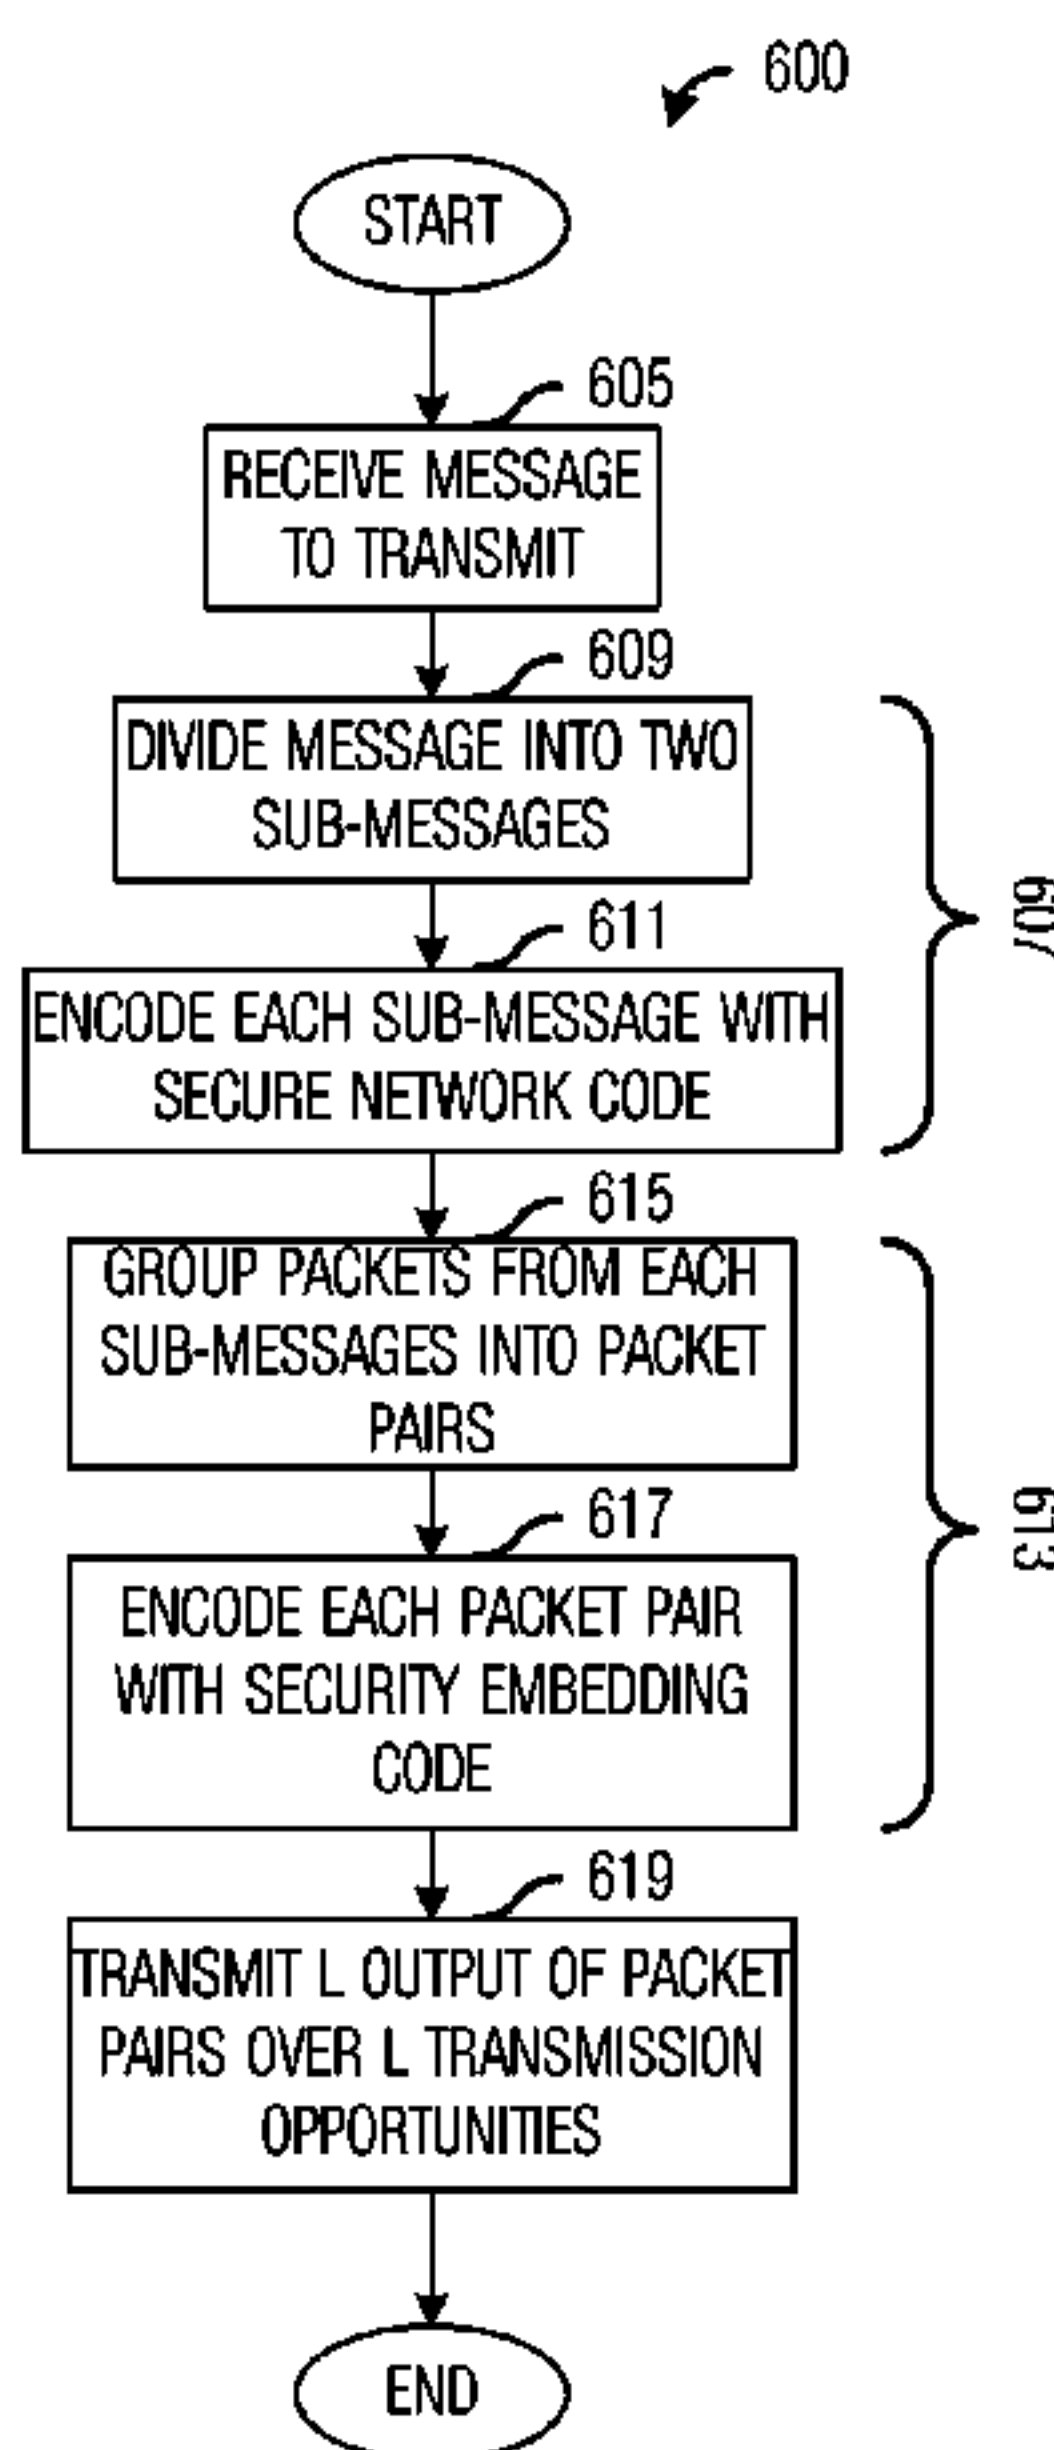 600
START
605
RECEIVE MESSAGE
TO TRANSMIT
609
DIVIDE MESSAGE INTO TWO
SUB-MESSAGES
607
611
ENCODE EACH SUB-MESSAGE WITH
SECURE NETWORK CODE
615
GROUP PACKETS FROM EACH
SUB-MESSAGES INTO PACKET
PAIRS
613
617
ENCODE EACH PACKET PAIR
WITH SECURITY EMBEDDING
CODE
619
TRANSMIT L OUTPUT OF PACKET
PAIRS OVER L TRANSMISSION
OPPORTUNITIES
END